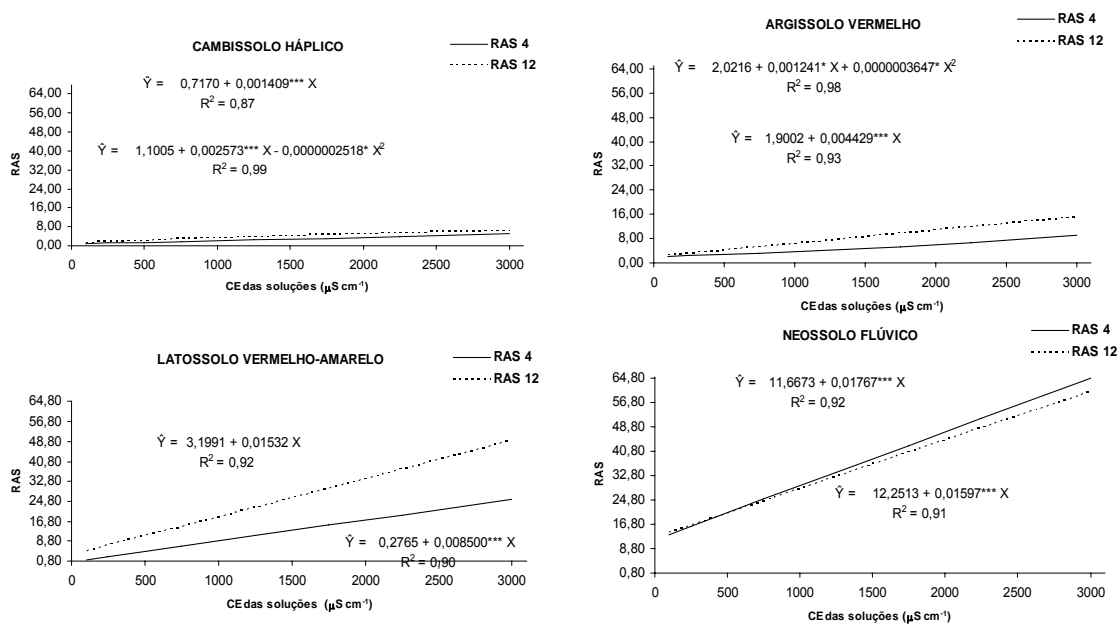 CAMBISSOLO HÁPLICO
RAS 4
RAS 12
Ŷ = 0,7170 + 0,001409*** X
R² = 0,87
Ŷ = 1,1005 + 0,002573*** X - 0,0000002518* X²
R² = 0,99
RAS
64,00
56,00
48,00
40,00
32,00
24,00
16,00
8,00
0,00
0 500 1000 1500 2000 2500 3000
CE das soluções (µS cm⁻¹)
ARGISSOLO VERMELHO
RAS 4
RAS 12
Ŷ = 2,0216 + 0,001241* X + 0,0000003647* X²
R² = 0,98
Ŷ = 1,9002 + 0,004429*** X
R² = 0,93
RAS
64,00
56,00
48,00
40,00
32,00
24,00
16,00
8,00
0,00
0 500 1000 1500 2000 2500 3000
CE das soluções (µS cm⁻¹)
LATOSSOLO VERMELHO-AMARELO
RAS 4
RAS 12
Ŷ = 3,1991 + 0,01532 X
R² = 0,92
Ŷ = 0,2765 + 0,008500*** X
R² = 0,90
RAS
64,80
56,80
48,80
40,80
32,80
24,80
16,80
8,80
0,80
0 500 1000 1500 2000 2500 3000
CE das soluções (µS cm⁻¹)
NEOSSOLO FLÚVICO
RAS 4
RAS 12
Ŷ = 11,6673 + 0,01767*** X
R² = 0,92
Ŷ = 12,2513 + 0,01597*** X
R² = 0,91
RAS
64,80
56,80
48,80
40,80
32,80
24,80
16,80
8,80
0,80
0 500 1000 1500 2000 2500 3000
CE das soluções (µS cm⁻¹)